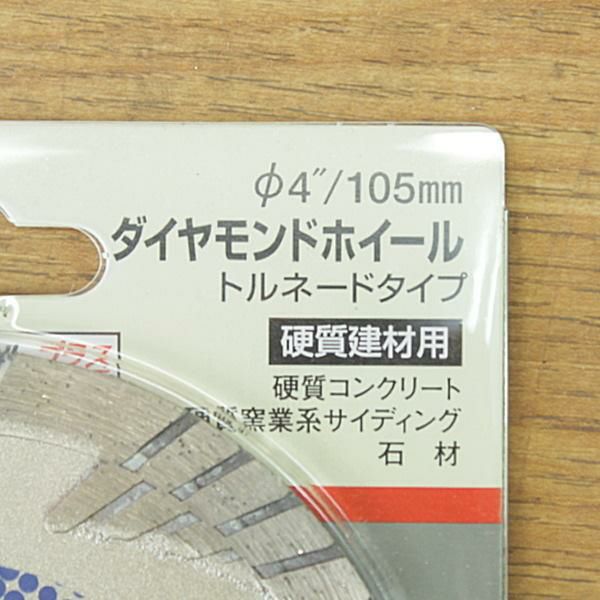 φ4"/105mm
ダイヤモンドホイール
トルネードタイプ
硬質建材用
硬質コンクリート
硬質窯業系サイディング
石 材